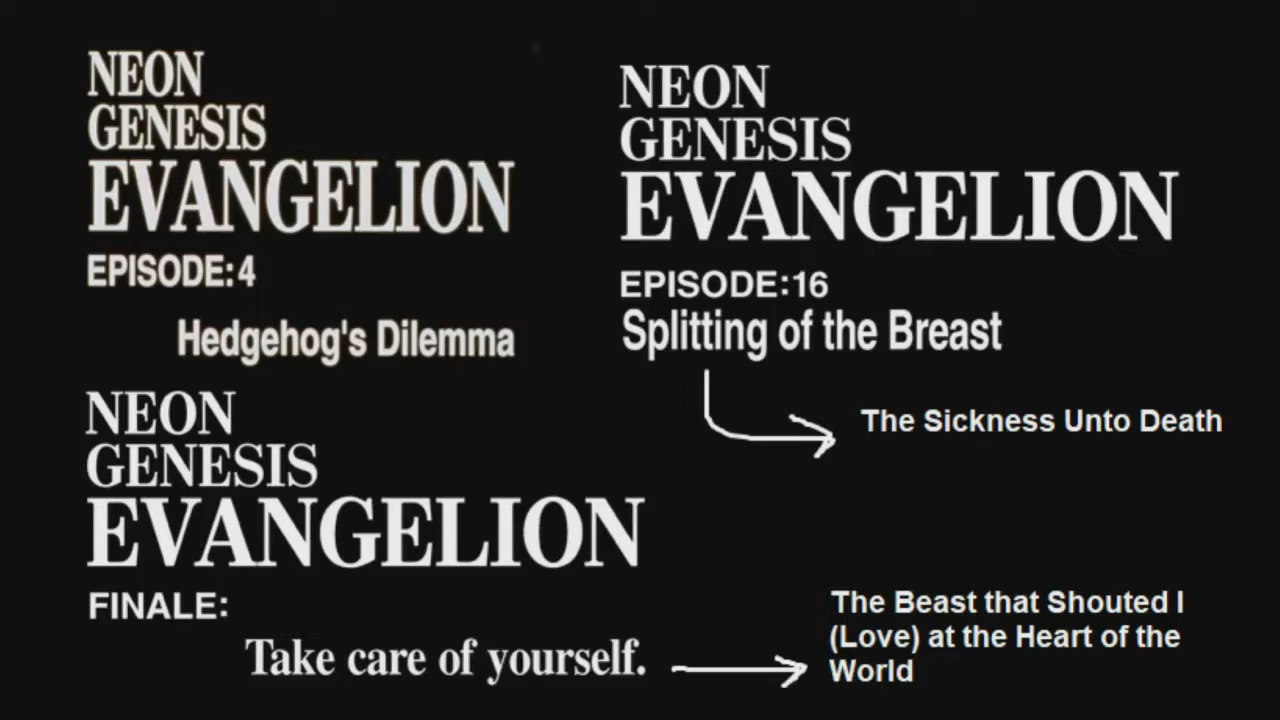 NEON
GENESIS
EVANGELION
EPISODE:4
Hedgehog's Dilemma
NEON
GENESIS
EVANGELION
EPISODE:16
Splitting of the Breast
The Sickness Unto Death
NEON
GENESIS
EVANGELION
FINALE:
Take care of yourself.
The Beast that Shouted I
(Love) at the Heart of the
World